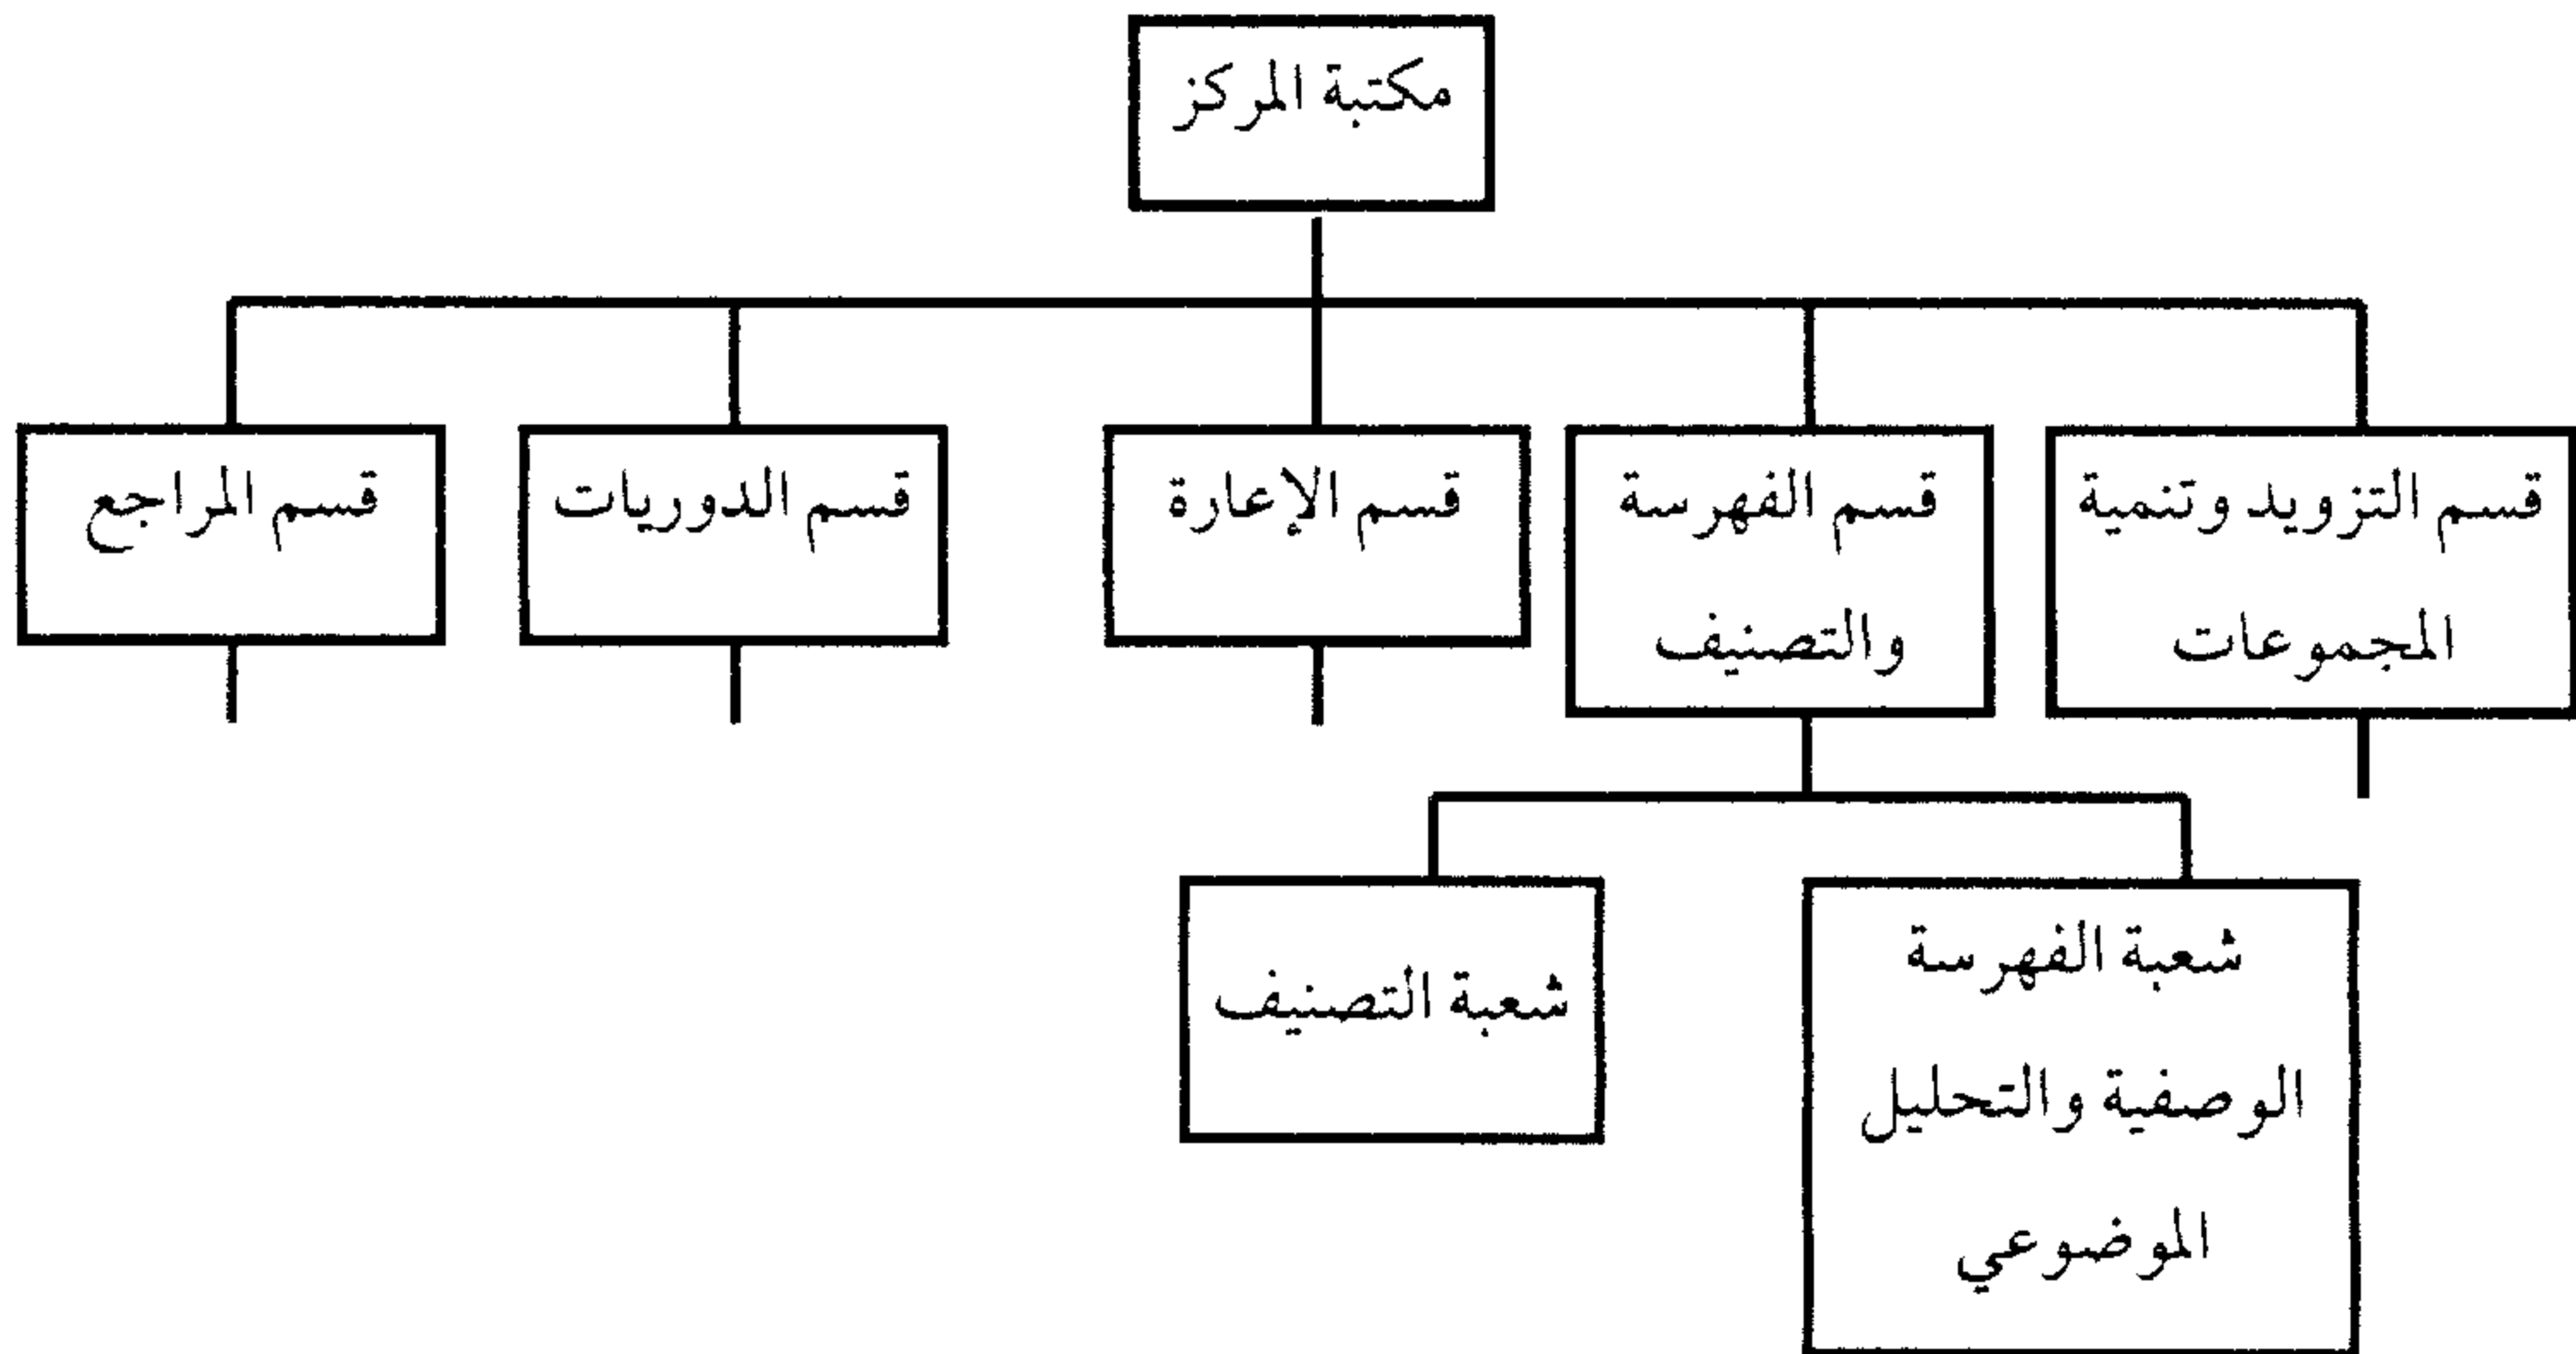 مكتبة المركز
قسم التزويد وتنمية
المجموعات
قسم الفهرسة
والتصنيف
قسم الإعارة
قسم الدوريات
قسم المراجع
شعبة الفهرسة
الوصفية والتحليل
الموضوعي
شعبة التصنيف